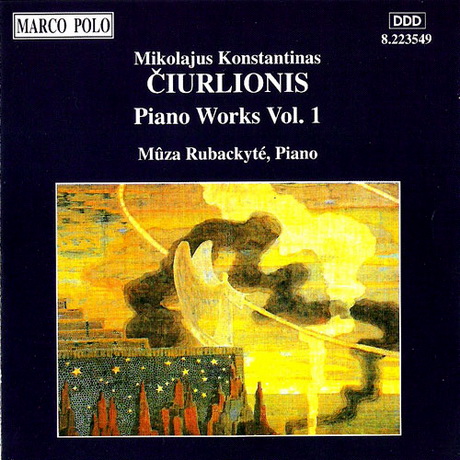 MARCO POLO
DDD
8.223549
Mikolajus Konstantinas
ČIURLIONIS
Piano Works Vol. 1
Mûza Rubackyté, Piano